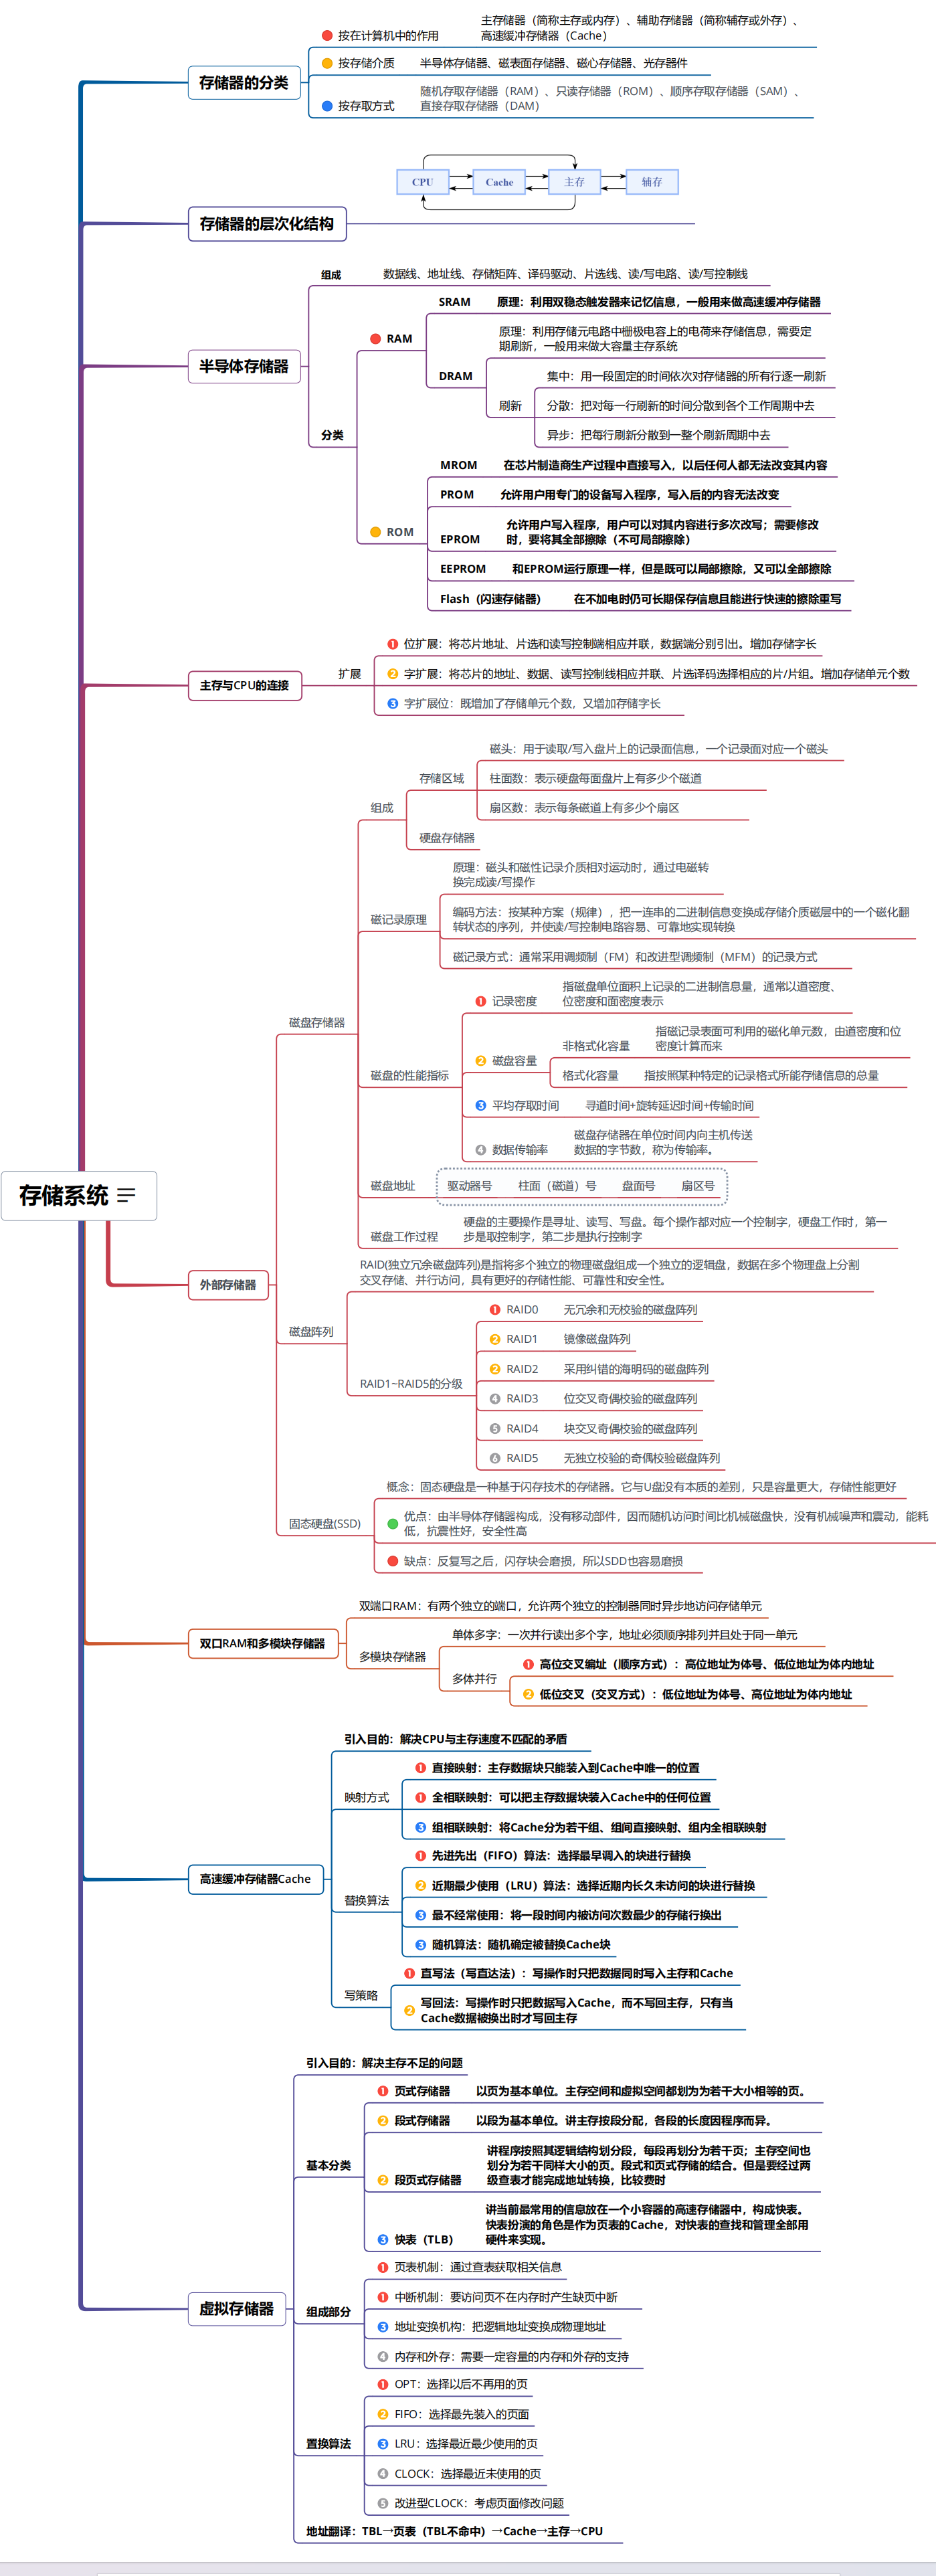 存储系统
存储器的分类
按在计算机中的作用
主存储器（简称主存或内存）、辅助存储器（简称辅存或外存）、
高速缓冲存储器（Cache）
按存储介质
半导体存储器、磁表面存储器、磁心存储器、光存器件
按存取方式
随机存取存储器（RAM）、只读存储器（ROM）、顺序存取存储器（SAM）、
直接存取存储器（DAM）
存储器的层次化结构
CPU
Cache
主存
辅存
半导体存储器
组成
数据线、地址线、存储矩阵、译码驱动、片选线、读/写电路、读/写控制线
分类
RAM
SRAM
原理：利用双稳态触发器来记忆信息，一般用来做高速缓冲存储器
DRAM
原理：利用存储元电路中栅极电容上的电荷来存储信息，需要定
期刷新，一般用来做大容量主存系统
刷新
集中：用一段固定的时间依次对存储器的所有行逐一刷新
分散：把对每一行刷新的时间分散到各个工作周期中去
异步：把每行刷新分散到一整个刷新周期中去
ROM
MROM
在芯片制造商生产过程中直接写入，以后任何人都无法改变其内容
PROM
允许用户用专门的设备写入程序，写入后的内容无法改变
EPROM
允许用户写入程序，用户可以对其内容进行多次改写；需要修改
时，要将其全部擦除（不可局部擦除）
EEPROM
和EPROM运行原理一样，但是既可以局部擦除，又可以全部擦除
Flash（闪速存储器）
在不加电时仍可长期保存信息且能进行快速的擦除重写
主存与CPU的连接
扩展
1 位扩展：将芯片地址、片选和读写控制端相应并联，数据端分别引出。增加存储字长
2 字扩展：将芯片的地址、数据、读写控制线相应并联、片选译码选择相应的片/片组。增加存储单元个数
3 字扩展位：既增加了存储单元个数，又增加存储字长
外部存储器
磁盘存储器
组成
存储区域
磁头：用于读取/写入盘片上的记录面信息，一个记录面对应一个磁头
柱面数：表示硬盘每面盘片上有多少个磁道
扇区数：表示每条磁道上有多少个扇区
硬盘存储器
磁记录原理
原理：磁头和磁性记录介质相对运动时，通过电磁转
换完成读/写操作
编码方法：按某种方案（规律），把一连串的二进制信息变换成存储介质磁层中的一个磁化翻
转状态的序列，并使读/写控制电路容易、可靠地实现转换
磁记录方式：通常采用调频制（FM）和改进型调频制（MFM）的记录方式
磁盘的性能指标
1 记录密度
指磁盘单位面积上记录的二进制信息量，通常以道密度、
位密度和面密度表示
2 磁盘容量
非格式化容量
指磁记录表面可利用的磁化单元数，由道密度和位
密度计算而来
格式化容量
指按照某种特定的记录格式所能存储信息的总量
3 平均存取时间
寻道时间+旋转延迟时间+传输时间
4 数据传输率
磁盘存储器在单位时间内向主机传送
数据的字节数，称为传输率。
磁盘地址
驱动器号
柱面（磁道）号
盘面号
扇区号
磁盘工作过程
硬盘的主要操作是寻址、读写、写盘。每个操作都对应一个控制字，硬盘工作时，第一
步是取控制字，第二步是执行控制字
磁盘阵列
RAID(独立冗余磁盘阵列)是指将多个独立的物理磁盘组成一个独立的逻辑盘，数据在多个物理盘上分割
交叉存储、并行访问，具有更好的存储性能、可靠性和安全性。
RAID1~RAID5的分级
1 RAID0
无冗余和无校验的磁盘阵列
2 RAID1
镜像磁盘阵列
2 RAID2
采用纠错的海明码的磁盘阵列
4 RAID3
位交叉奇偶校验的磁盘阵列
5 RAID4
块交叉奇偶校验的磁盘阵列
6 RAID5
无独立校验的奇偶校验磁盘阵列
固态硬盘(SSD)
概念：固态硬盘是一种基于闪存技术的存储器。它与U盘没有本质的差别，只是容量更大，存储性能更好
优点：由半导体存储器构成，没有移动部件，因而随机访问时间比机械磁盘快，没有机械噪声和震动，能耗
低，抗震性好，安全性高
缺点：反复写之后，闪存块会磨损，所以SDD也容易磨损
双口RAM和多模块存储器
双端口RAM：有两个独立的端口，允许两个独立的控制器同时异步地访问存储单元
多模块存储器
单体多字：一次并行读出多个字，地址必须顺序排列并且处于同一单元
多体并行
1 高位交叉编址（顺序方式）：高位地址为体号、低位地址为体内地址
2 低位交叉（交叉方式）：低位地址为体号、高位地址为体内地址
高速缓冲存储器Cache
引入目的：解决CPU与主存速度不匹配的矛盾
映射方式
1 直接映射：主存数据块只能装入到Cache中唯一的位置
1 全相联映射：可以把主存数据块装入Cache中的任何位置
3 组相联映射：将Cache分为若干组、组间直接映射、组内全相联映射
替换算法
1 先进先出（FIFO）算法：选择最早调入的块进行替换
2 近期最少使用（LRU）算法：选择近期内长久未访问的块进行替换
3 最不经常使用：将一段时间内被访问次数最少的存储行换出
3 随机算法：随机确定被替换Cache块
写策略
1 直写法（写直达法）：写操作时只把数据同时写入主存和Cache
2 写回法：写操作时只把数据写入Cache，而不写回主存，只有当
Cache数据被换出时才写回主存
虚拟存储器
引入目的：解决主存不足的问题
基本分类
1 页式存储器
以页为基本单位。主存空间和虚拟空间都划为为若干大小相等的页。
2 段式存储器
以段为基本单位。讲主存按段分配，各段的长度因程序而异。
2 段页式存储器
讲程序按照其逻辑结构划分段，每段再划分为若干页；主存空间也
划分为若干同样大小的页。段式和页式存储的结合。但是要经过两
级查表才能完成地址转换，比较费时
3 快表（TLB）
讲当前最常用的信息放在一个小容器的高速存储器中，构成快表。
快表扮演的角色是作为页表的Cache，对快表的查找和管理全部用
硬件来实现。
组成部分
1 页表机制：通过查表获取相关信息
1 中断机制：要访问页不在内存时产生缺页中断
3 地址变换机构：把逻辑地址变换成物理地址
4 内存和外存：需要一定容量的内存和外存的支持
置换算法
1 OPT：选择以后不再用的页
2 FIFO：选择最先装入的页面
3 LRU：选择最近最少使用的页
4 CLOCK：选择最近未使用的页
5 改进型CLOCK：考虑页面修改问题
地址翻译：TBL→页表（TBL不命中）→Cache→主存→CPU